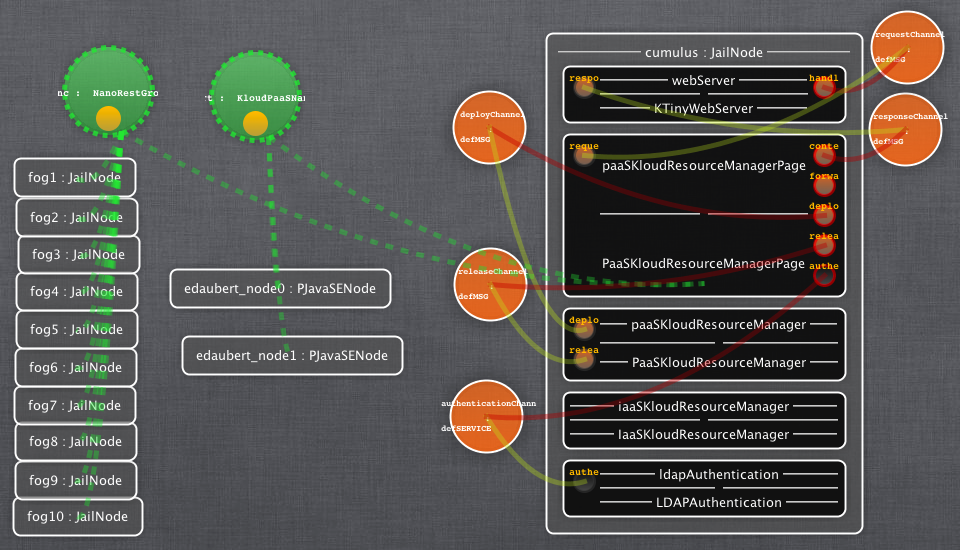 nc : NanoRestGro
t : KloudPaaSNa
fog1 : JailNode
fog2 : JailNode
fog3 : JailNode
fog4 : JailNode
fog5 : JailNode
fog6 : JailNode
fog7 : JailNode
fog8 : JailNode
fog9 : JailNode
fog10 : JailNode
edaubert_node0 : PJavaSENode
edaubert_node1 : PJavaSENode
deployChannel
:
defMSG
releaseChannel
:
defMSG
authenticationChann
:
defSERVICE
cumulus : JailNode
respo
webServer
handl
KTinyWebServer
reque
paaSKloudResourceManagerPage
conte
forwa
deplo
relea
PaaSKloudResourceManagerPage
authe
deplo
paaSKloudResourceManager
relea
PaaSKloudResourceManager
iaaSKloudResourceManager
IaaSKloudResourceManager
authe
ldapAuthentication
LDAPAuthentication
requestChannel
:
defMSG
responseChannel
:
defMSG